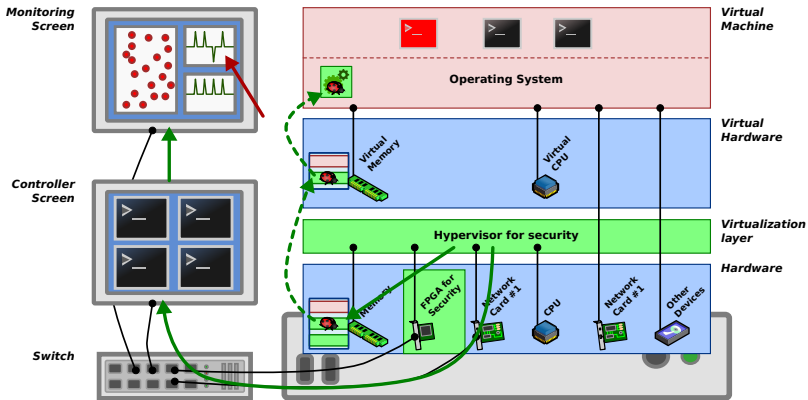 Monitoring
Screen
Virtual
Machine
>_
>_
>_
Operating System
Virtual
Hardware
Virtual
Memory
Virtual
CPU
Controller
Screen
>_
>_
>_
>_
Hypervisor for security
Virtualization
layer
Hardware
Memory
FPGA for
Security
Network
Card #1
CPU
Network
Card #1
Other
Devices
Switch